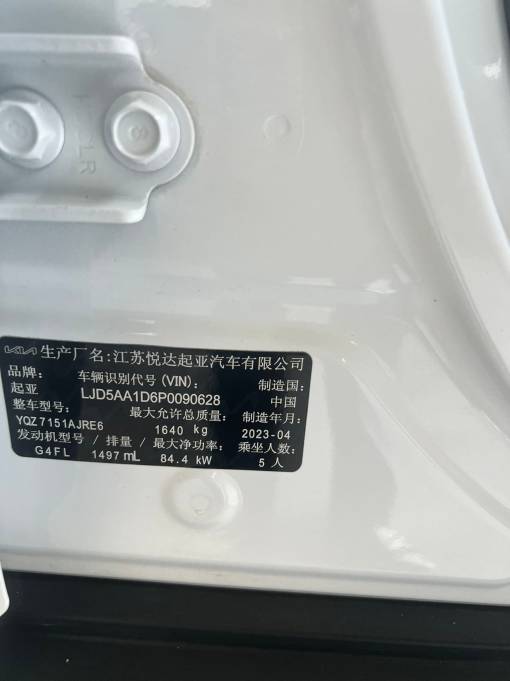 8
LR
KIA 生产厂名:江苏悦达起亚汽车有限公司
品牌: 车辆识别代号(VIN): 制造国:
起亚 LJD5AA1D6P0090628 中国
整车型号: 最大允许总质量: 制造年月:
YQZ7151AJRE6 1640 kg 2023-04
发动机型号/排量/最大净功率: 乘坐人数:
G4FL 1497 mL 84.4 kW 5 人